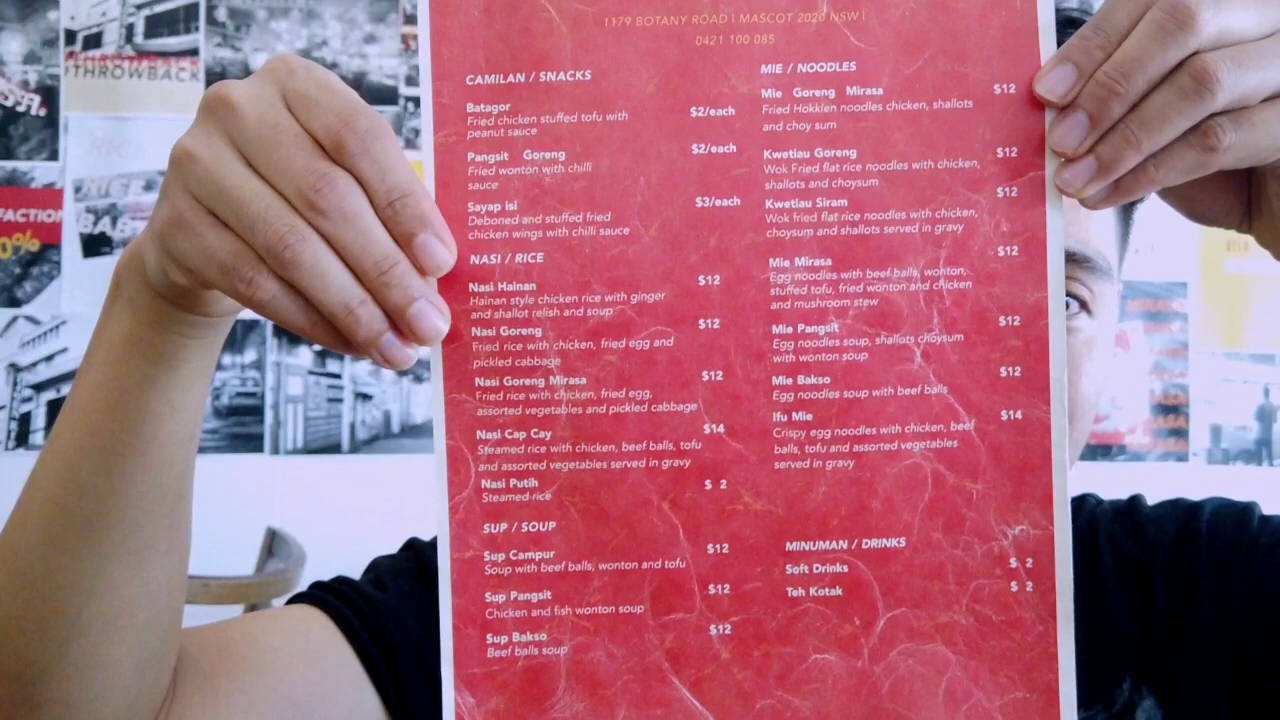 #THROWBACK
#THROWBACK
RICE
RICE
BAB
FACTION
0%
1179 BOTANY ROAD | MASCOT 2020 NSW |
0421 100 085
CAMILAN / SNACKS
Batagor $2/each
Fried chicken stuffed tofu with
peanut sauce
Pangsit Goreng $2/each
Fried wonton with chilli
sauce
Sayap isi $3/each
Deboned and stuffed fried
chicken wings with chilli sauce
NASI / RICE
Nasi Hainan $12
Hainan style chicken rice with ginger
and shallot relish and soup
Nasi Goreng $12
Fried rice with chicken, fried egg and
pickled cabbage
Nasi Goreng Mirasa $12
Fried rice with chicken, fried egg,
assorted vegetables and pickled cabbage
Nasi Cap Cay $14
Steamed rice with chicken, beef balls, tofu
and assorted vegetables served in gravy
Nasi Putih $ 2
Steamed rice
SUP / SOUP
Sup Campur $12
Soup with beef balls, wonton and tofu
Sup Pangsit $12
Chicken and fish wonton soup
Sup Bakso $12
Beef balls soup
MIE / NOODLES
Mie Goreng Mirasa $12
Fried Hokkien noodles chicken, shallots
and choy sum
Kwetiau Goreng $12
Wok Fried flat rice noodles with chicken,
shallots and choysum
Kwetiau Siram $12
Wok fried flat rice noodles with chicken,
choysum and shallots served in gravy
Mie Mirasa $12
Egg noodles with beef balls, wonton,
stuffed tofu, fried wonton and chicken
and mushroom stew
Mie Pangsit $12
Egg noodles soup, shallots choysum
with wonton soup
Mie Bakso $12
Egg noodles soup with beef balls
Ifu Mie $14
Crispy egg noodles with chicken, beef
balls, tofu and assorted vegetables
served in gravy
MINUMAN / DRINKS
Soft Drinks $ 2
Teh Kotak $ 2